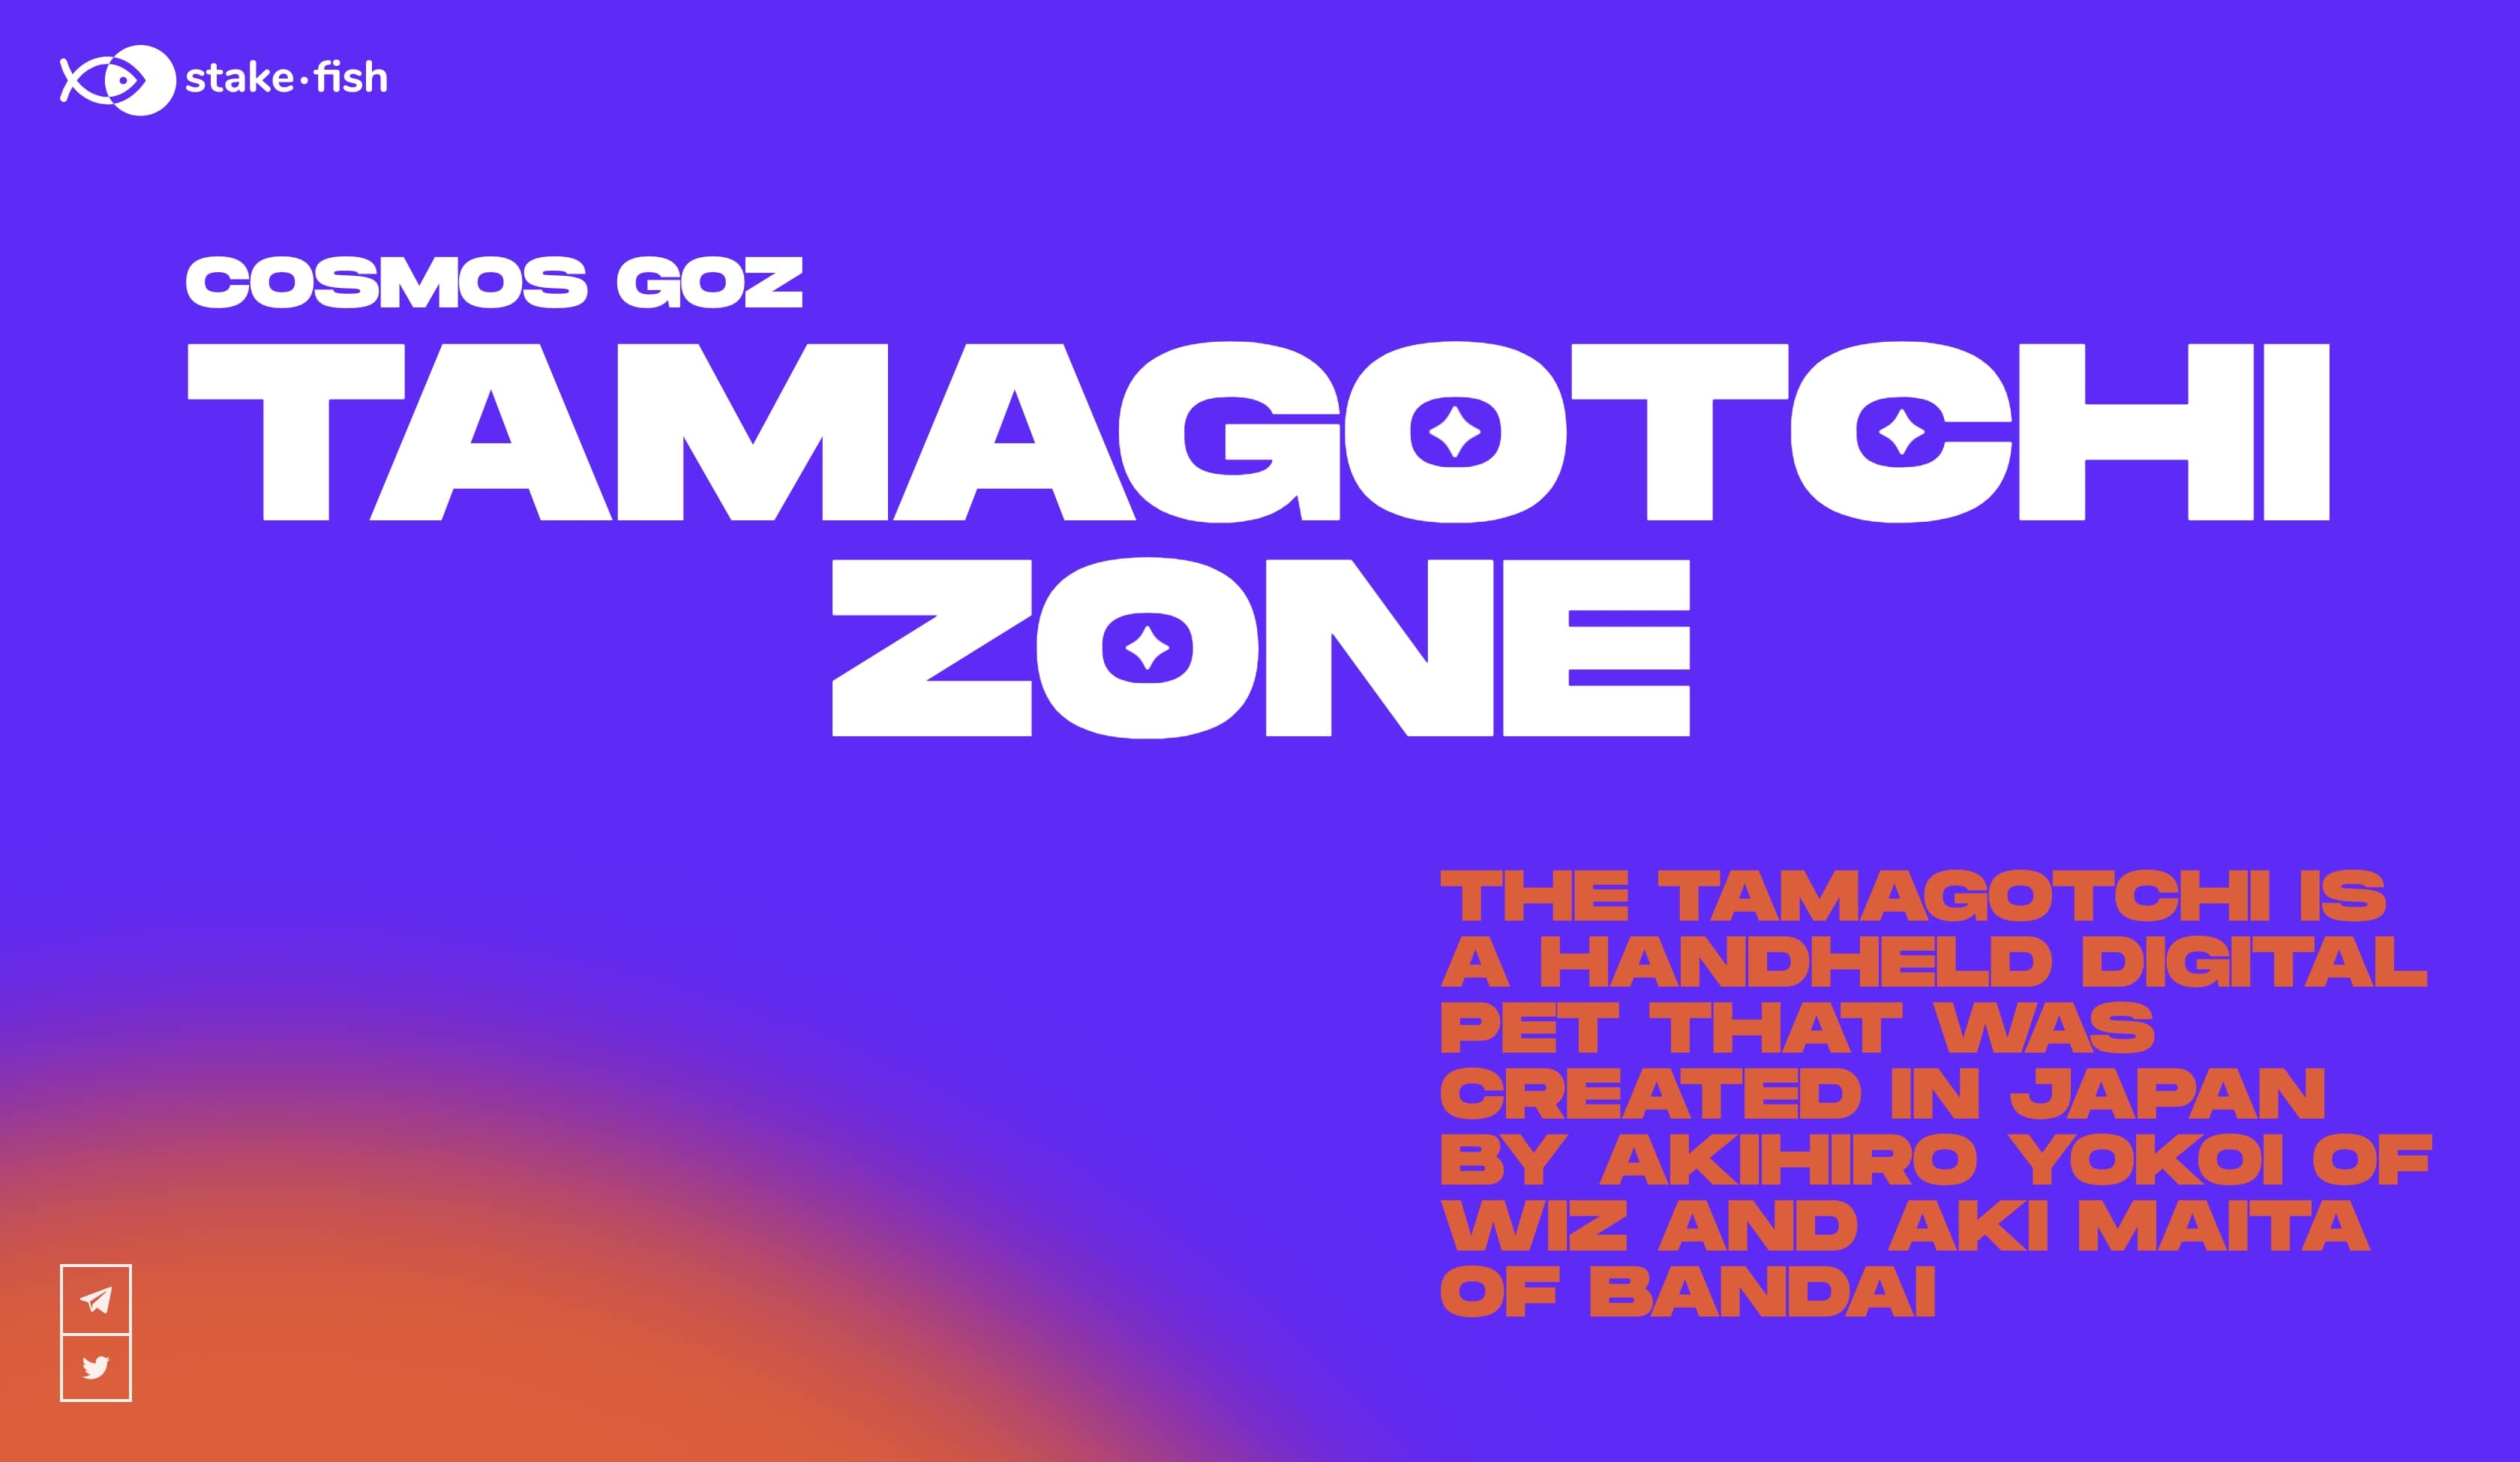 stake·fish
COSMOS GOZ
TAMAGOTCHI
ZONE
THE TAMAGOTCHI IS
A HANDHELD DIGITAL
PET THAT WAS
CREATED IN JAPAN
BY AKIHIRO YOKOI OF
WIZ AND AKI MAITA
OF BANDAI